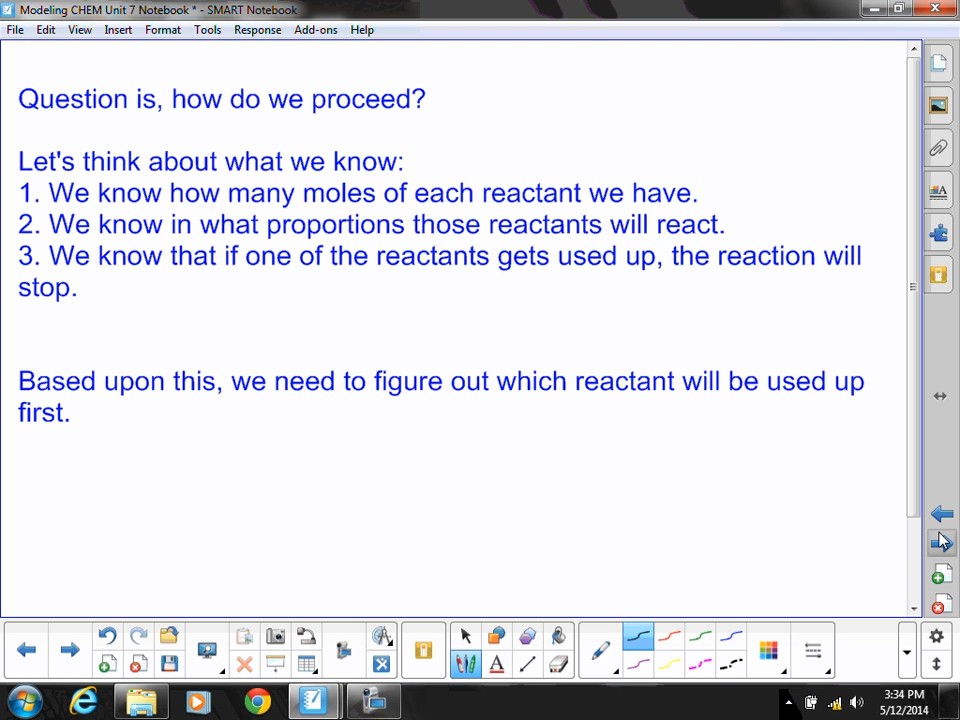 Modeling CHEM Unit 7 Notebook * - SMART Notebook
File Edit View Insert Format Tools Response Add-ons Help
Question is, how do we proceed?
Let's think about what we know:
1. We know how many moles of each reactant we have.
2. We know in what proportions those reactants will react.
3. We know that if one of the reactants gets used up, the reaction will
stop.
Based upon this, we need to figure out which reactant will be used up
first.
3:34 PM
5/12/2014